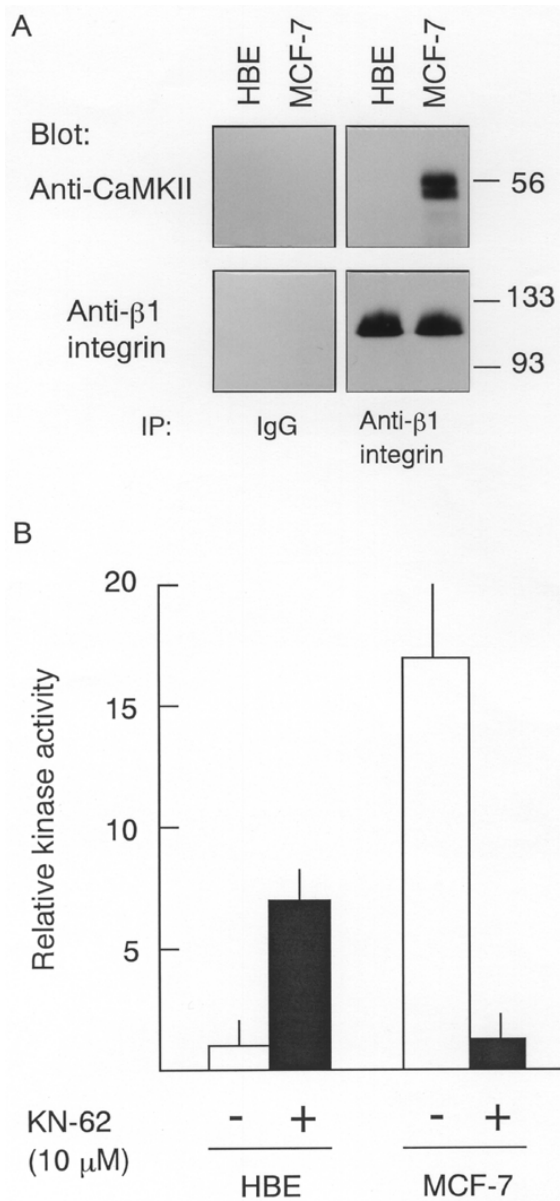 A
HBE
MCF-7
HBE
MCF-7
Blot:
Anti-CaMKII
56
Anti-β1
integrin
133
93
IP:
IgG
Anti-β1
integrin
B
Relative kinase activity
20
15
10
5
KN-62
(10 μM)
- + - +
HBE
MCF-7